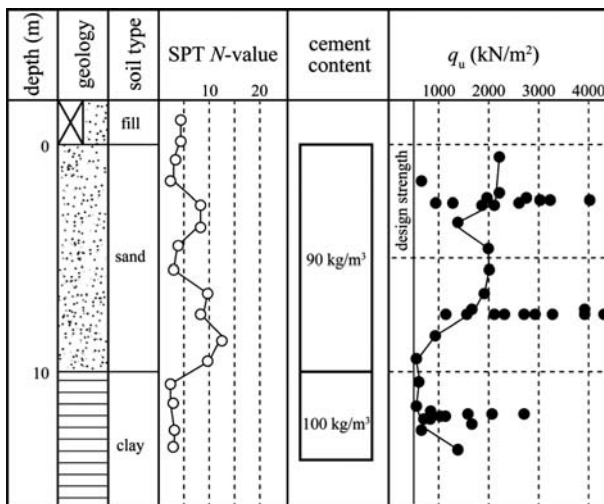 depth (m)
geology
soil type
SPT N-value
10 20
cement
content
qu (kN/m²)
1000 2000 3000 4000
fill
0
design strength
sand
90 kg/m³
10
100 kg/m³
clay